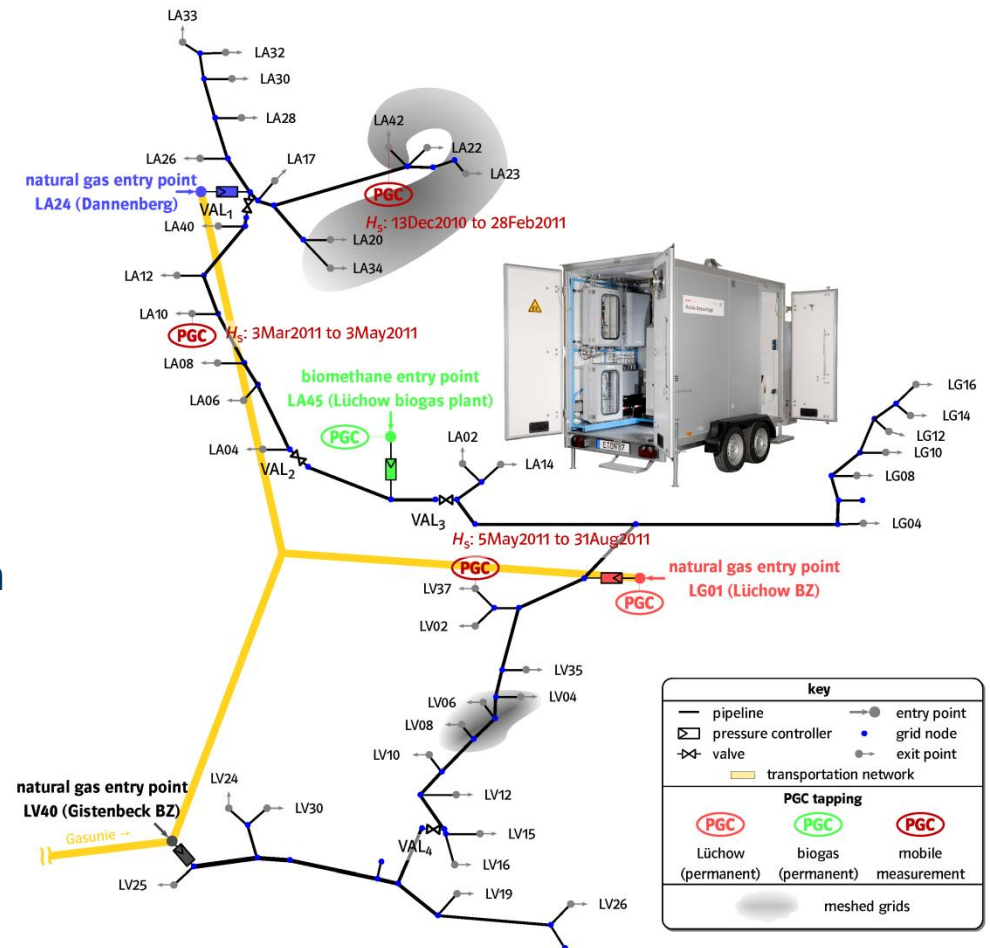 LA33
LA32
LA30
LA28
LA42
LA22
LA26
LA17
LA23
natural gas entry point
LA24 (Dannenberg)
PGC
VAL1
Hs: 13Dec2010 to 28Feb2011
LA40
LA20
LA12
LA34
LA10
PGC
Hs: 3Mar2011 to 3May2011
LA08
biomethane entry point
LA45 (Lüchow biogas plant)
LA06
PGC
LA02
LA04
VAL2
LA14
VAL3
LG16
LG14
LG12
LG10
LG08
LG04
Hs: 5May2011 to 31Aug2011
PGC
natural gas entry point
LG01 (Lüchow BZ)
PGC
LV37
LV02
LV35
LV06
LV04
LV08
LV10
LV12
VAL4
LV15
LV16
natural gas entry point
LV40 (Gistenbeck BZ)
Gasunie →
LV24
LV30
LV25
LV19
LV26
key
pipeline
entry point
pressure controller
grid node
valve
exit point
transportation network
PGC tapping
PGC
PGC
PGC
Lüchow
biogas
mobile
(permanent)
(permanent)
measurement
meshed grids